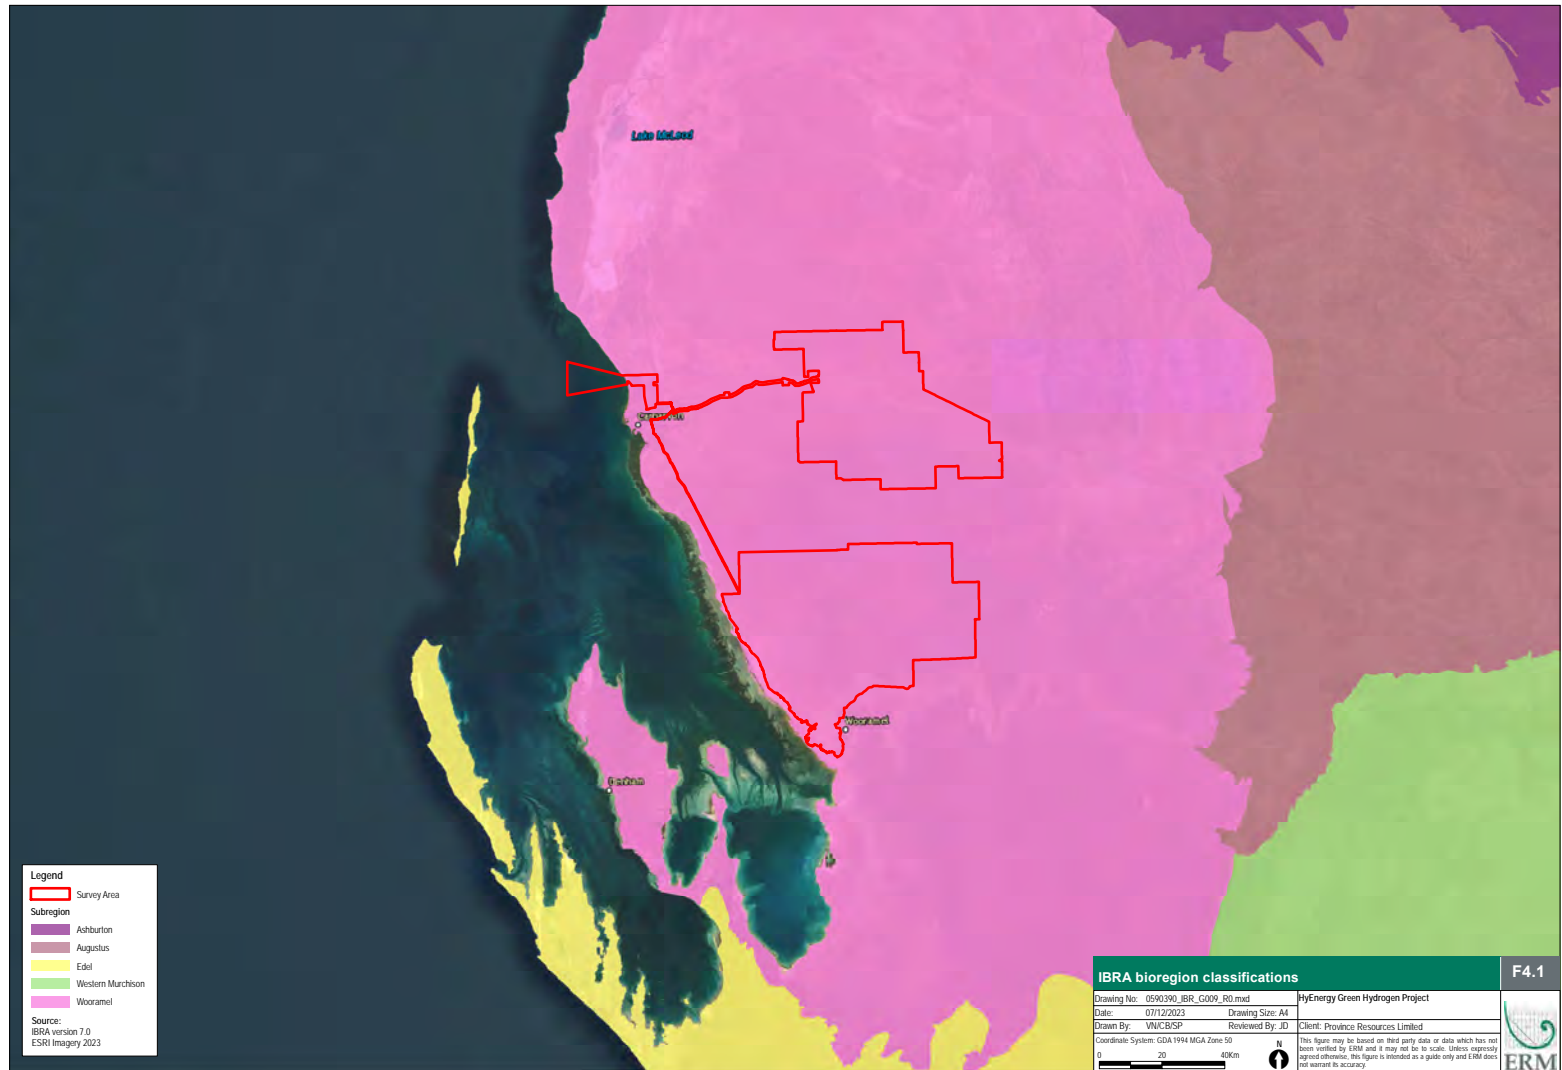 Lake McLeod
Wooramel
Denham
Legend
Survey Area
Subregion
Ashburton
Augustus
Edel
Western Murchison
Wooramel
Source:
IBRA version 7.0
ESRI Imagery 2023
IBRA bioregion classifications
F4.1
Drawing No: 0590390_IBR_G009_R0.mxd
HyEnergy Green Hydrogen Project
Date: 07/12/2023 Drawing Size: A4
Drawn By: VN/CB/SP Reviewed By: JD
Client: Province Resources Limited
Coordinate System: GDA 1994 MGA Zone 50
N
0 20 40Km
This figure may be based on third party data or data which has not
been verified by ERM and it may not be to scale. Unless expressly
agreed otherwise, this figure is intended as a guide only and ERM does
not warrant its accuracy.
ERM